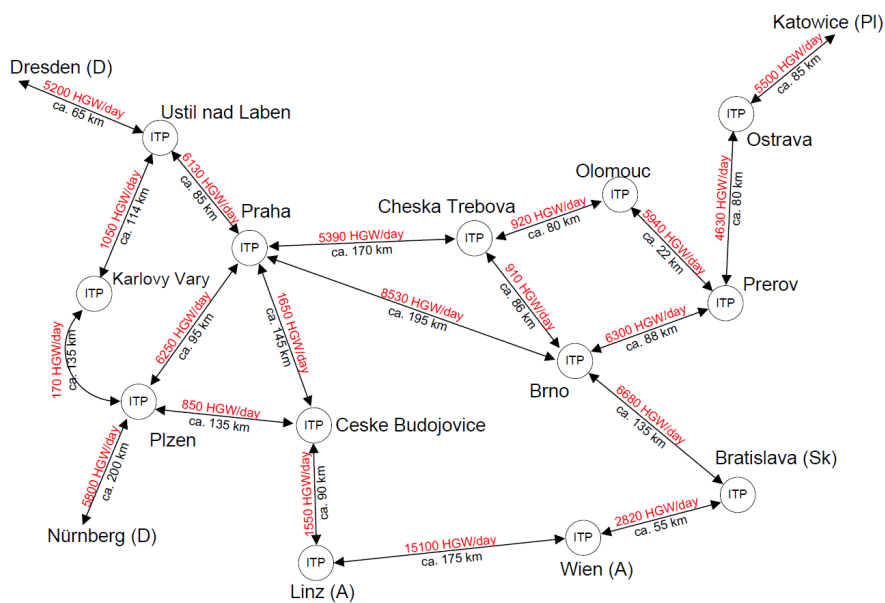 Katowice (Pl)
5500 HGW/day
ca. 85 km
Dresden (D)
5200 HGW/day
ca. 65 km
Ustil nad Laben
ITP
ITP
Ostrava
6130 HGW/day
ca. 85 km
1050 HGW/day
ca. 114 km
Olomouc
ITP
4630 HGW/day
ca. 80 km
Praha
ITP
Cheska Trebova
ITP
920 HGW/day
ca. 80 km
5940 HGW/day
ca. 22 km
5390 HGW/day
ca. 170 km
Karlovy Vary
ITP
Prerov
ITP
910 HGW/day
ca. 86 km
8530 HGW/day
ca. 195 km
1650 HGW/day
ca. 145 km
6250 HGW/day
ca. 95 km
6300 HGW/day
ca. 88 km
170 HGW/day
ca. 135 km
ITP
Brno
ITP
Plzen
850 HGW/day
ca. 135 km
ITP
Ceske Budojovice
6680 HGW/day
ca. 135 km
Bratislava (Sk)
ITP
5800 HGW/day
ca. 200 km
Nürnberg (D)
1550 HGW/day
ca. 90 km
2820 HGW/day
ca. 55 km
15100 HGW/day
ca. 175 km
ITP
Wien (A)
ITP
Linz (A)